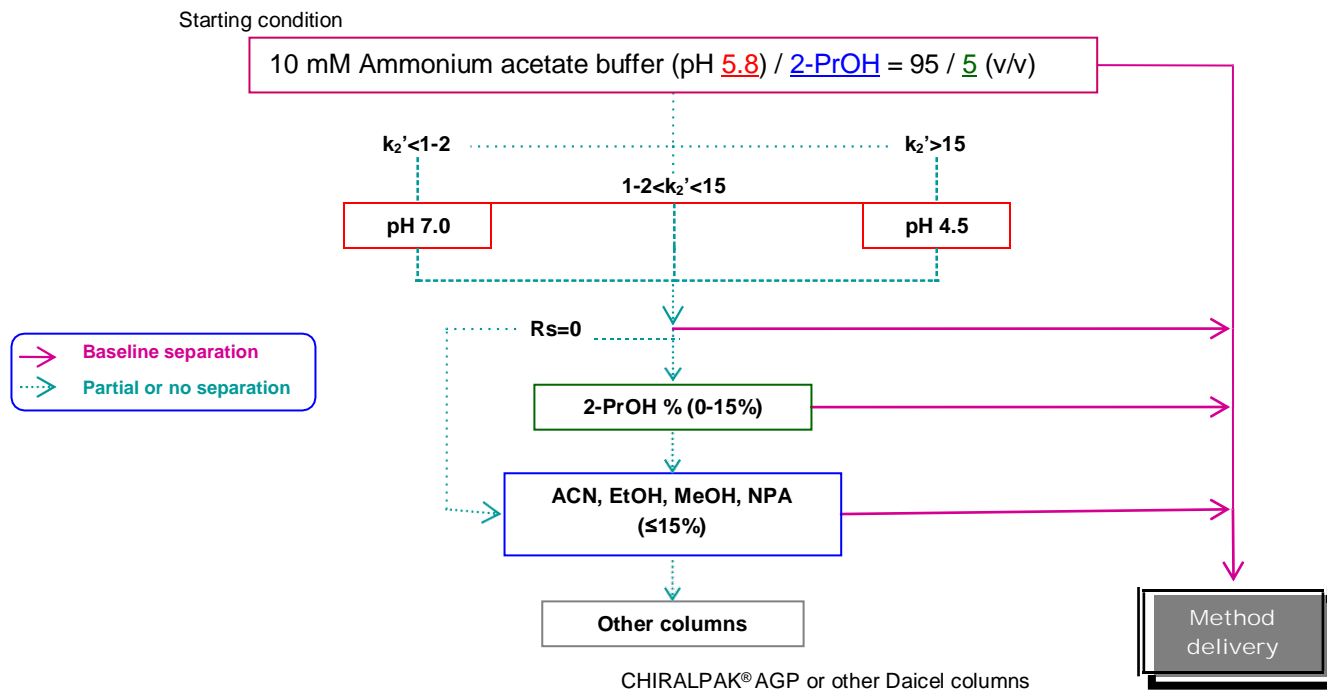 Starting condition
10 mM Ammonium acetate buffer (pH 5.8) / 2-PrOH = 95 / 5 (v/v)
k₂’<1-2
k₂’>15
1-2<k₂’<15
pH 7.0
pH 4.5
Rs=0
Baseline separation
Partial or no separation
2-PrOH % (0-15%)
ACN, EtOH, MeOH, NPA
(≤15%)
Other columns
Method
delivery
CHIRALPAK® AGP or other Daicel columns